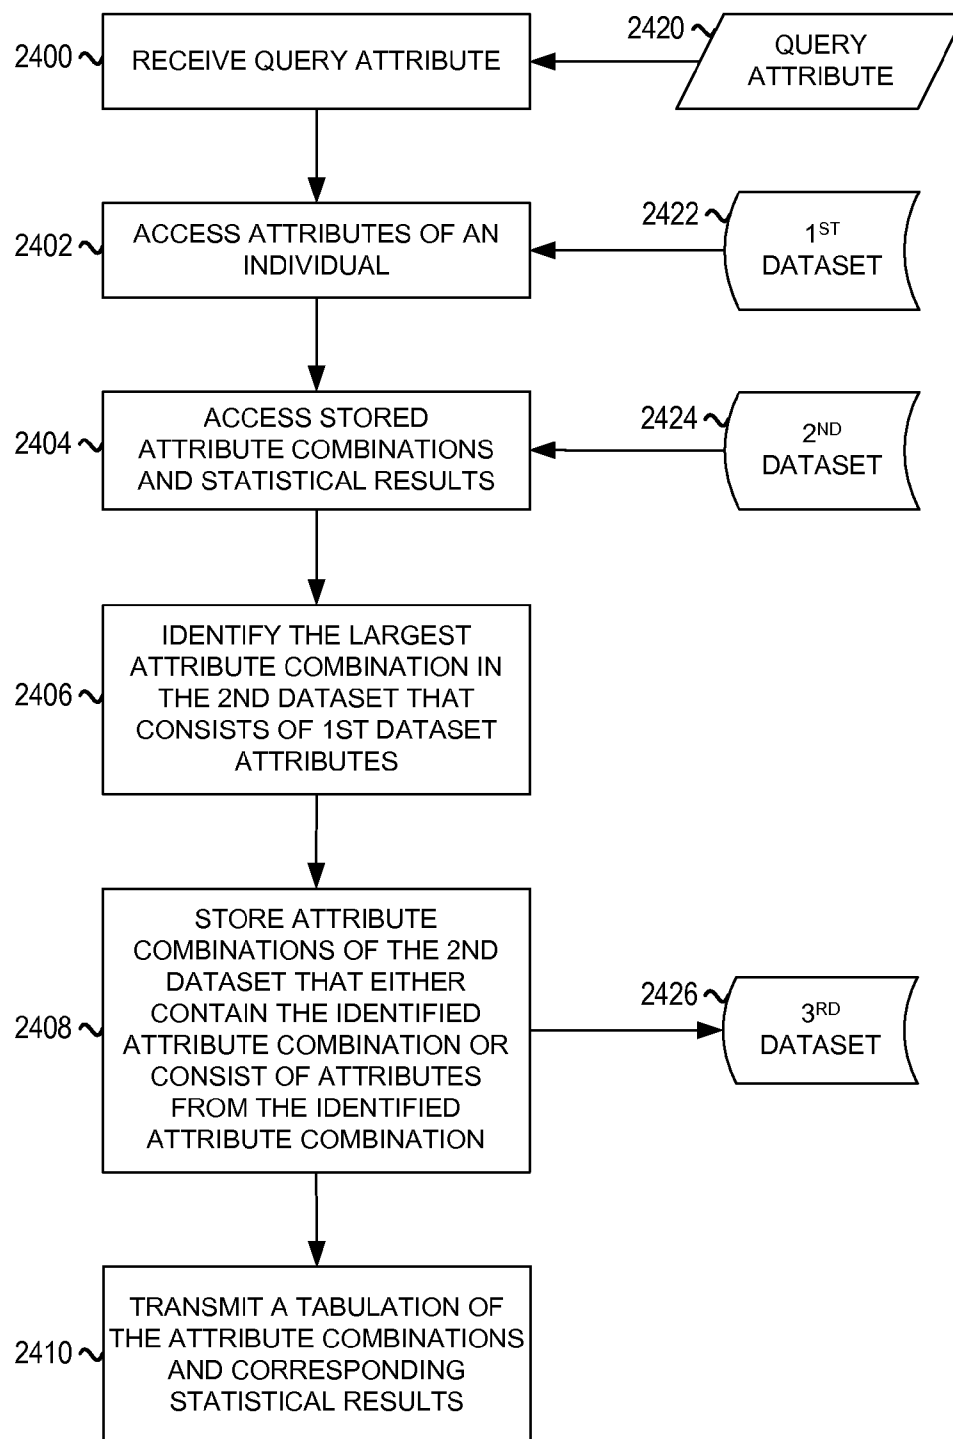 2400
RECEIVE QUERY ATTRIBUTE
2420
QUERY
ATTRIBUTE
2402
ACCESS ATTRIBUTES OF AN
INDIVIDUAL
2422
1ST
DATASET
2404
ACCESS STORED
ATTRIBUTE COMBINATIONS
AND STATISTICAL RESULTS
2424
2ND
DATASET
2406
IDENTIFY THE LARGEST
ATTRIBUTE COMBINATION IN
THE 2ND DATASET THAT
CONSISTS OF 1ST DATASET
ATTRIBUTES
2408
STORE ATTRIBUTE
COMBINATIONS OF THE 2ND
DATASET THAT EITHER
CONTAIN THE IDENTIFIED
ATTRIBUTE COMBINATION OR
CONSIST OF ATTRIBUTES
FROM THE IDENTIFIED
ATTRIBUTE COMBINATION
2426
3RD
DATASET
2410
TRANSMIT A TABULATION OF
THE ATTRIBUTE COMBINATIONS
AND CORRESPONDING
STATISTICAL RESULTS